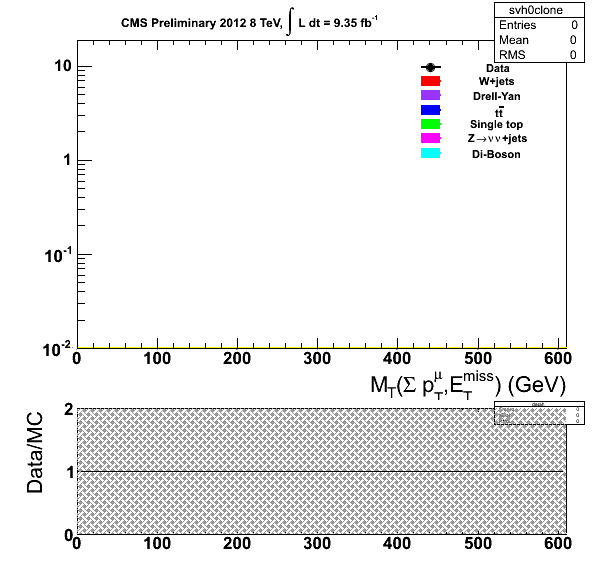 CMS Preliminary 2012 8 TeV, ∫ L dt = 9.35 fb⁻¹
svh0clone
Entries 0
Mean 0
RMS 0
Data
W+jets
Drell-Yan
tt̄
Single top
Z→νν+jets
Di-Boson
10
1
10⁻¹
10⁻²
0 100 200 300 400 500 600
M_T(Σ p_T^μ,E_T^miss) (GeV)
Data/MC
2
1
0
0 100 200 300 400 500 600